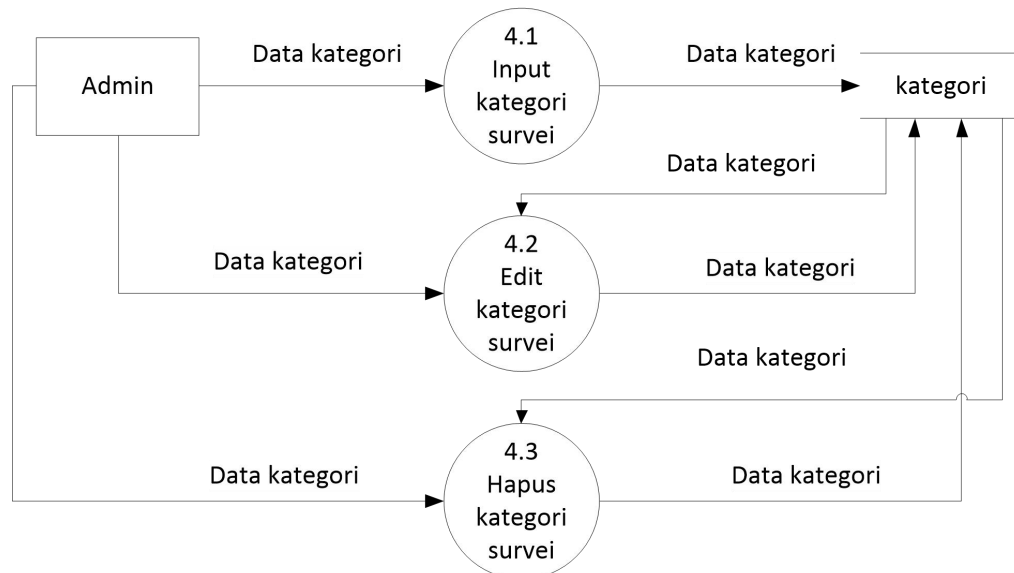 Admin
Data kategori
4.1
Input
kategori
survei
Data kategori
kategori
Data kategori
Data kategori
4.2
Edit
kategori
survei
Data kategori
Data kategori
Data kategori
4.3
Hapus
kategori
survei
Data kategori